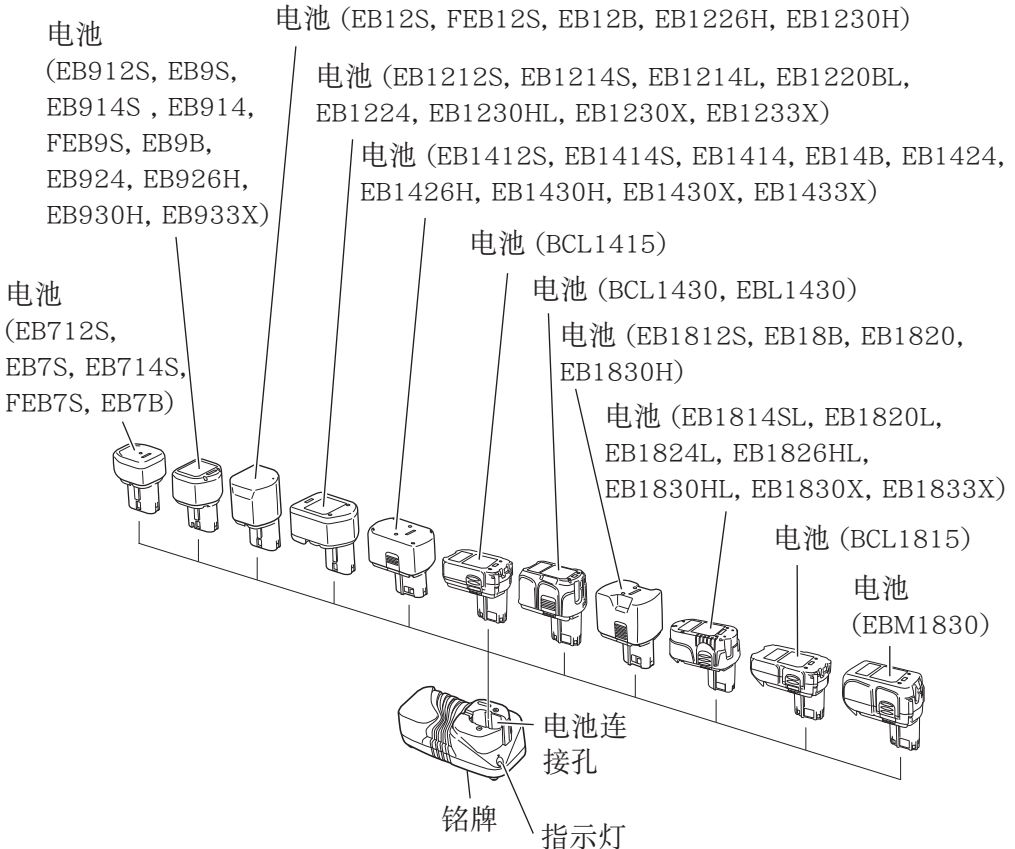 电池 (EB12S, FEB12S, EB12B, EB1226H, EB1230H)
电池
(EB912S, EB9S,
EB914S , EB914,
FEB9S, EB9B,
EB924, EB926H,
EB930H, EB933X)
电池 (EB1212S, EB1214S, EB1214L, EB1220BL,
EB1224, EB1230HL, EB1230X, EB1233X)
电池 (EB1412S, EB1414S, EB1414, EB14B, EB1424,
EB1426H, EB1430H, EB1430X, EB1433X)
电池 (BCL1415)
电池
(EB712S,
EB7S, EB714S,
FEB7S, EB7B)
电池 (BCL1430, EBL1430)
电池 (EB1812S, EB18B, EB1820,
EB1830H)
电池 (EB1814SL, EB1820L,
EB1824L, EB1826HL,
EB1830HL, EB1830X, EB1833X)
电池 (BCL1815)
电池
(EBM1830)
电池连
接孔
铭牌
指示灯